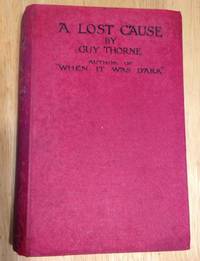 A LOST CAUSE
BY
GUY THORNE
AUTHOR OF
"WHEN IT WAS DARK"